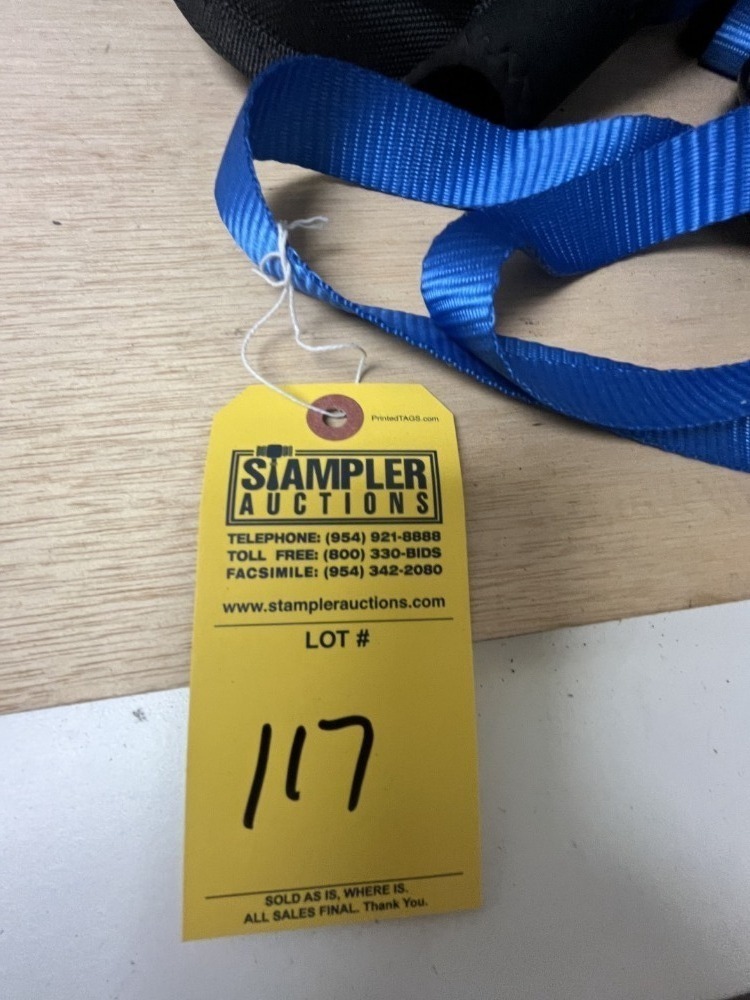 PrintedTAGS.com
STAMPLER
AUCTIONS
TELEPHONE: (954) 921-8888
TOLL FREE: (800) 330-BIDS
FACSIMILE: (954) 342-2080
www.stamplerauctions.com
LOT #
117
SOLD AS IS, WHERE IS.
ALL SALES FINAL. Thank You.